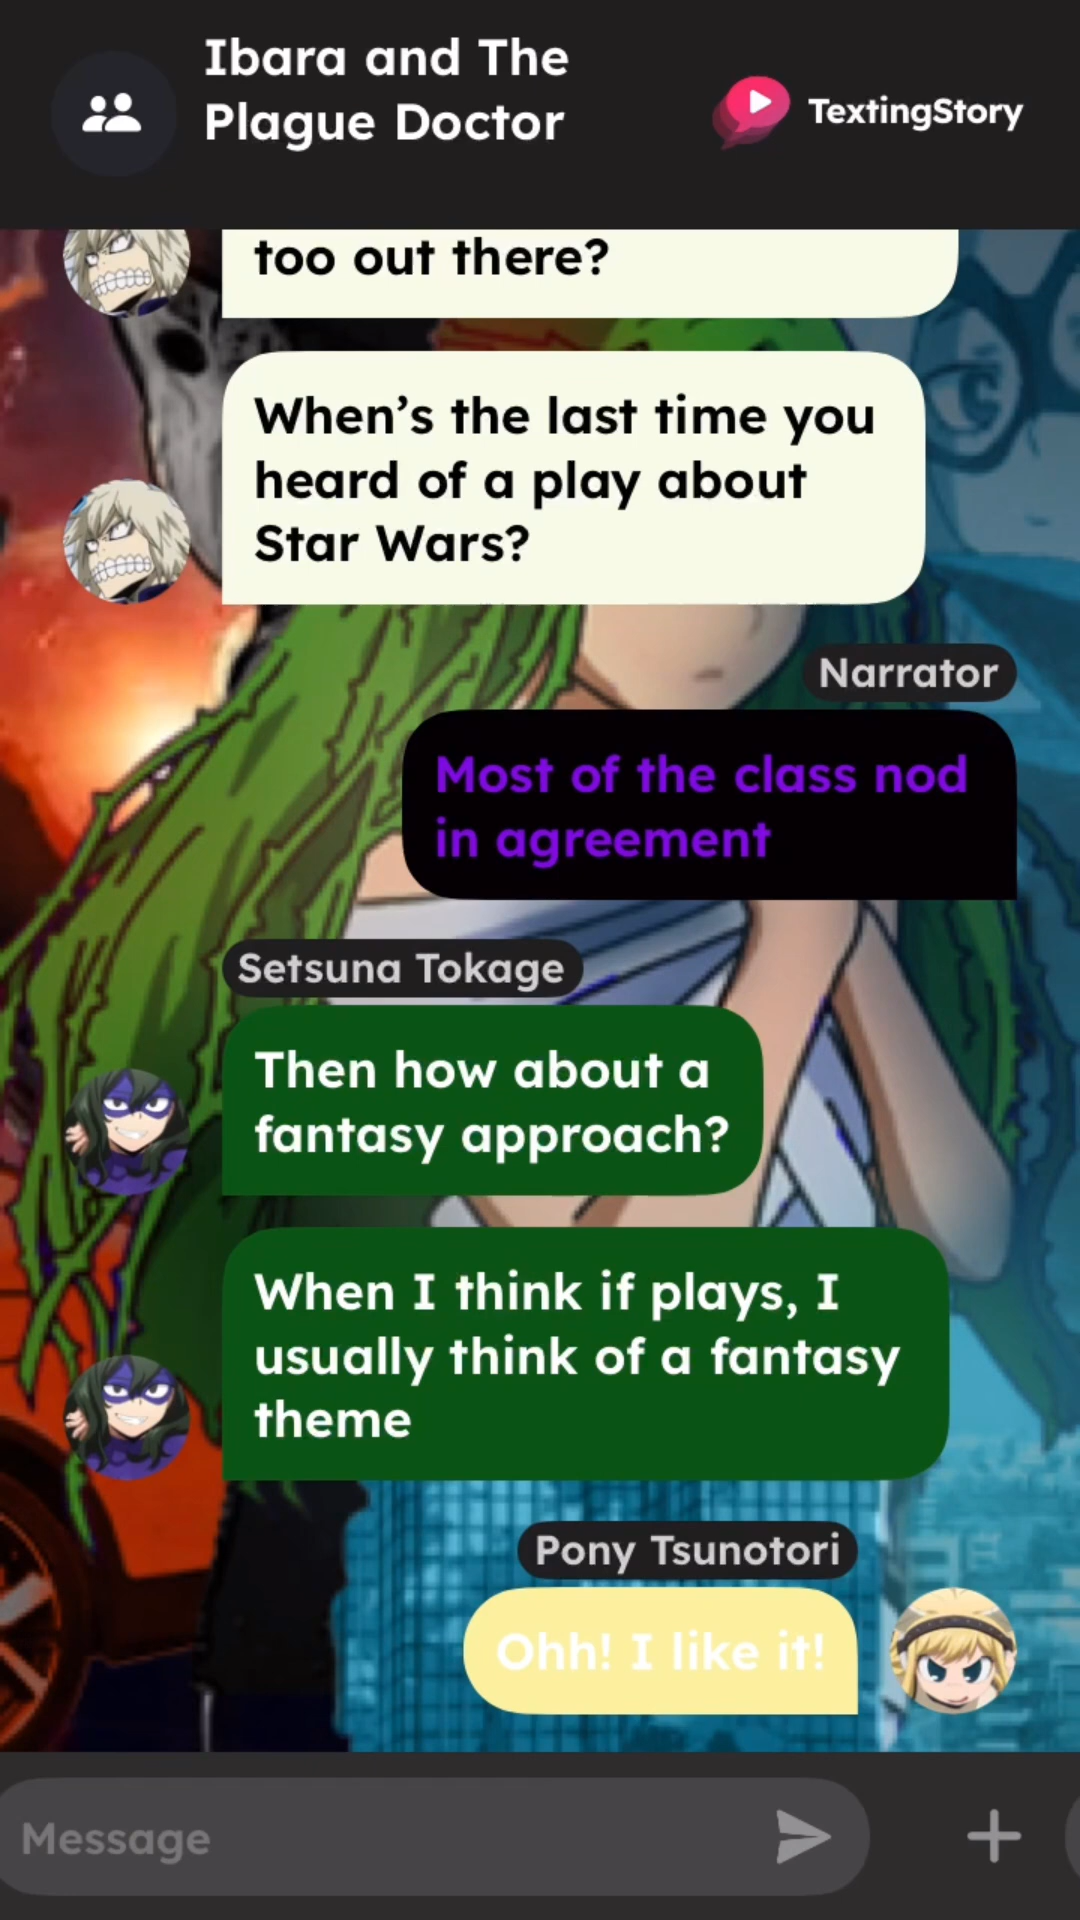 Ibara and The
Plague Doctor
TextingStory
too out there?
When’s the last time you
heard of a play about
Star Wars?
Narrator
Most of the class nod
in agreement
Setsuna Tokage
Then how about a
fantasy approach?
When I think if plays, I
usually think of a fantasy
theme
Pony Tsunotori
Ohh! I like it!
Message